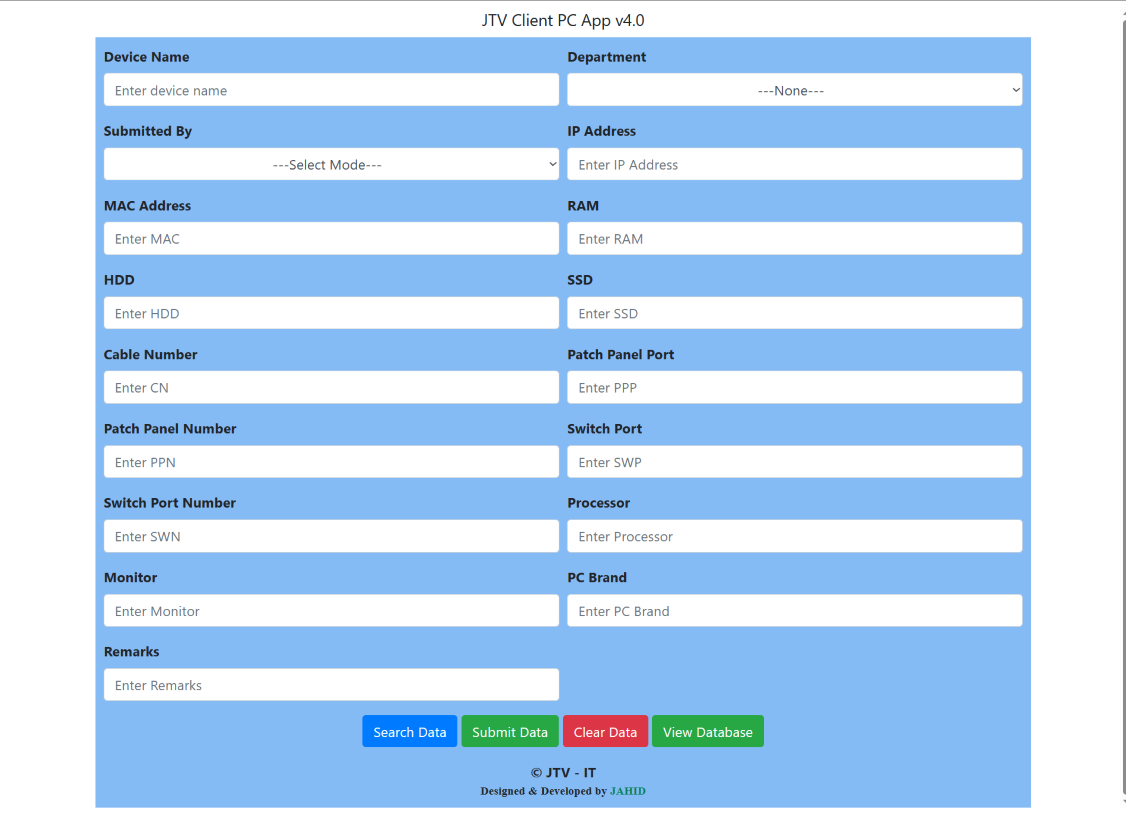 JTV Client PC App v4.0
Device Name
Department
Enter device name
---None---
Submitted By
IP Address
---Select Mode---
Enter IP Address
MAC Address
RAM
Enter MAC
Enter RAM
HDD
SSD
Enter HDD
Enter SSD
Cable Number
Patch Panel Port
Enter CN
Enter PPP
Patch Panel Number
Switch Port
Enter PPN
Enter SWP
Switch Port Number
Processor
Enter SWN
Enter Processor
Monitor
PC Brand
Enter Monitor
Enter PC Brand
Remarks
Enter Remarks
Search Data
Submit Data
Clear Data
View Database
© JTV - IT
Designed & Developed by JAHID